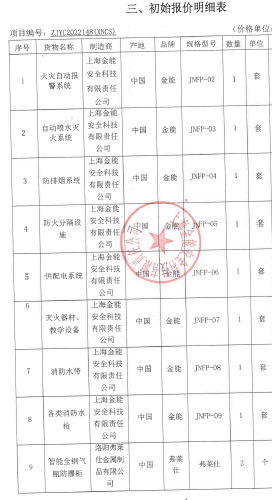 三、初始报价明细表
项目编号：ZJYC2022148(XNCS)
(价格单位:
序号 货物名称 制造商 产地 品牌 规格型号 数量 单位
1 火灾自动报警系统 上海金能安全科技有限责任公司 中国 金能 JNFP-02 1 套
2 自动喷水灭火系统 上海金能安全科技有限责任公司 中国 金能 JNFP-03 1 套
3 防排烟系统 上海金能安全科技有限责任公司 中国 金能 JNFP-04 1 套
4 防火分隔设施 上海金能安全科技有限责任公司 中国 金能 JNFP-05 1 套
5 供配电系统 上海金能安全科技有限责任公司 中国 金能 JNFP-06 1 套
6 灭火器材、教学设备 上海金能安全科技有限责任公司 中国 金能 JNFP-07 1 套
7 消防水带 上海金能安全科技有限责任公司 中国 金能 JNFP-08 1 套
8 各类消防水枪 上海金能安全科技有限责任公司 中国 金能 JNFP-09 1 套
9 智能全钢气瓶防爆柜 洛阳弗莱仕金属制品有限公司 中国 弗莱仕 弗莱仕 2 个